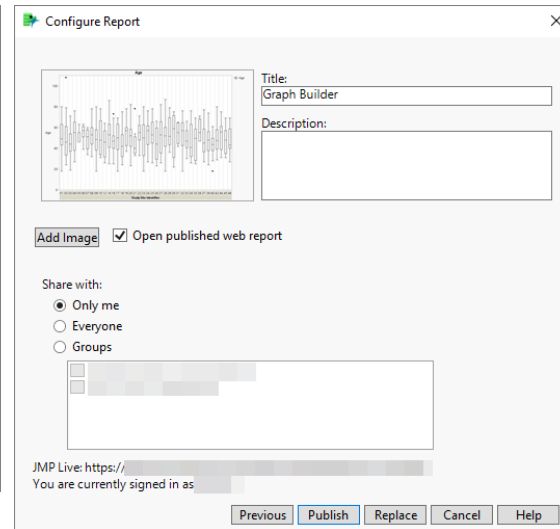 Configure Report
Age
Title:
Graph Builder
Description:
Add Image
Open published web report
Share with:
Only me
Everyone
Groups
JMP Live: https://
You are currently signed in as
Previous Publish Replace Cancel Help